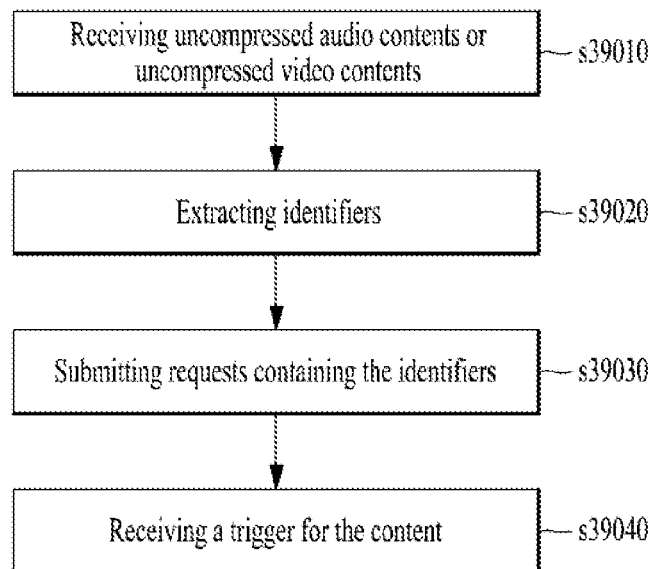 Receiving uncompressed audio contents or
uncompressed video contents
s39010
Extracting identifiers
s39020
Submitting requests containing the identifiers
s39030
Receiving a trigger for the content
s39040